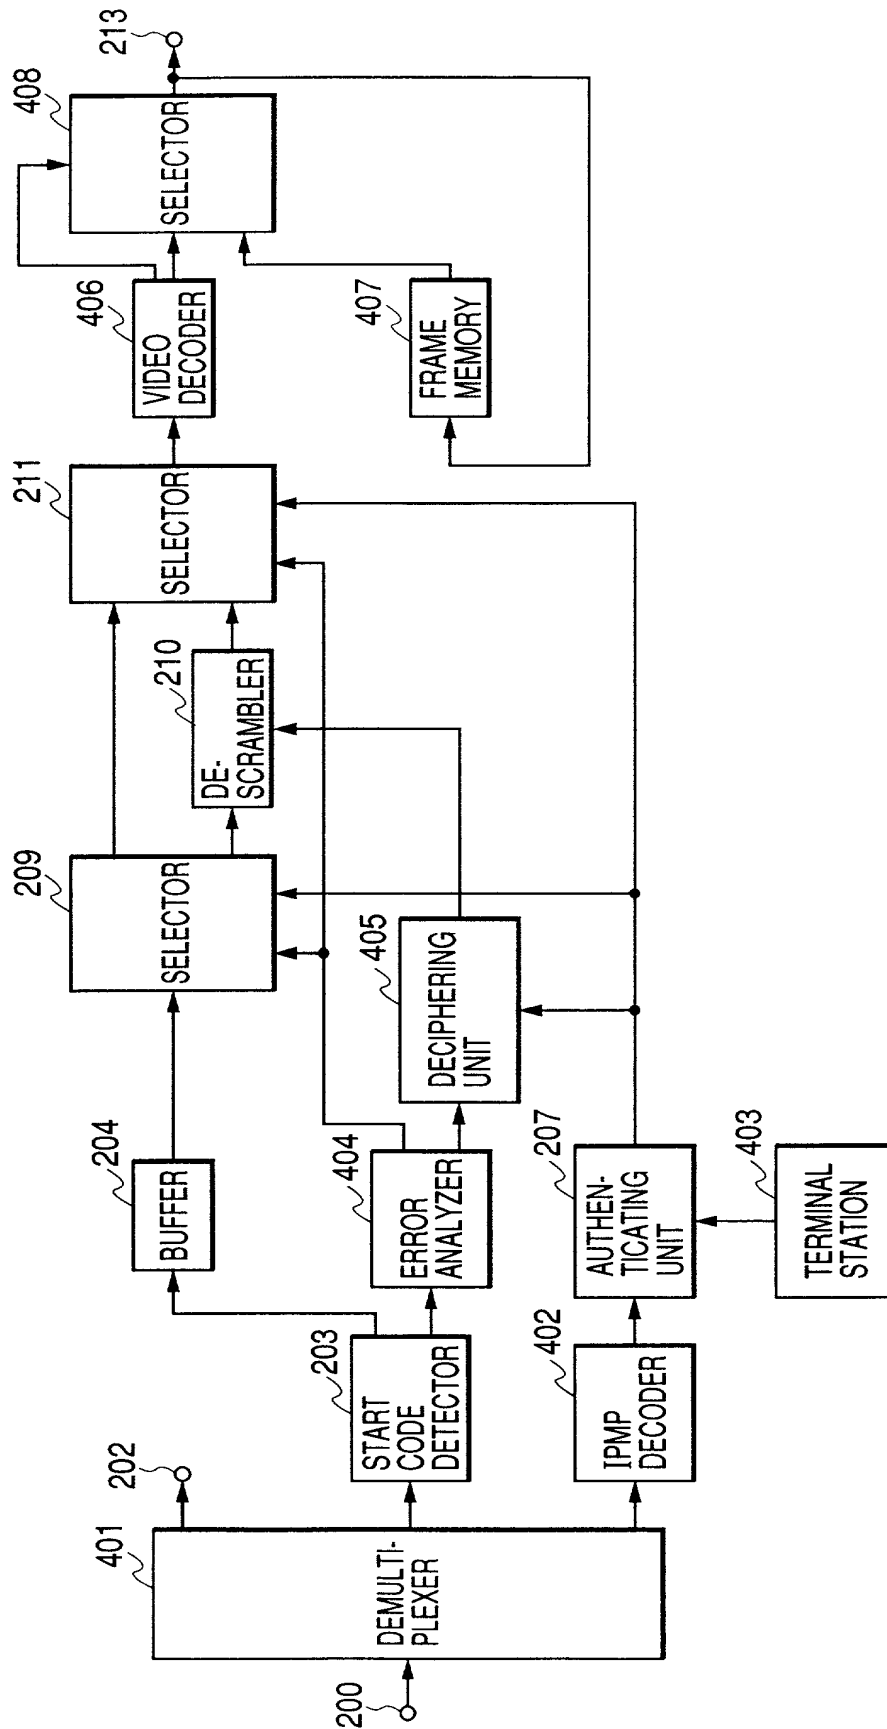 200
401
DEMULTI-
PLEXER
202
203
START
CODE
DETECTOR
402
IPMP
DECODER
204
BUFFER
404
ERROR
ANALYZER
207
AUTHEN-
TICATING
UNIT
403
TERMINAL
STATION
209
SELECTOR
405
DECIPHERING
UNIT
210
DE-
SCRAMBLER
211
SELECTOR
406
VIDEO
DECODER
407
FRAME
MEMORY
408
SELECTOR
213